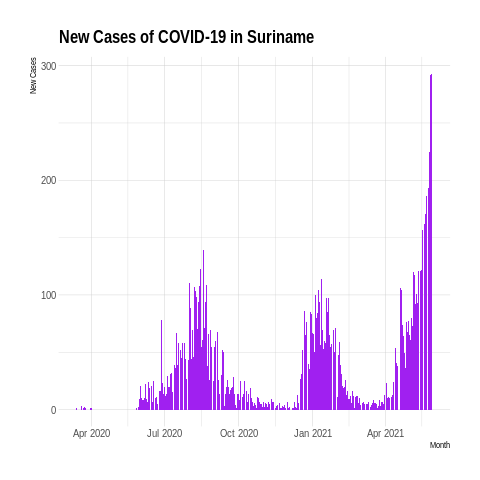 New Cases of COVID-19 in Suriname
New Cases
300
200
100
0
Apr 2020 Jul 2020 Oct 2020 Jan 2021 Apr 2021
Month